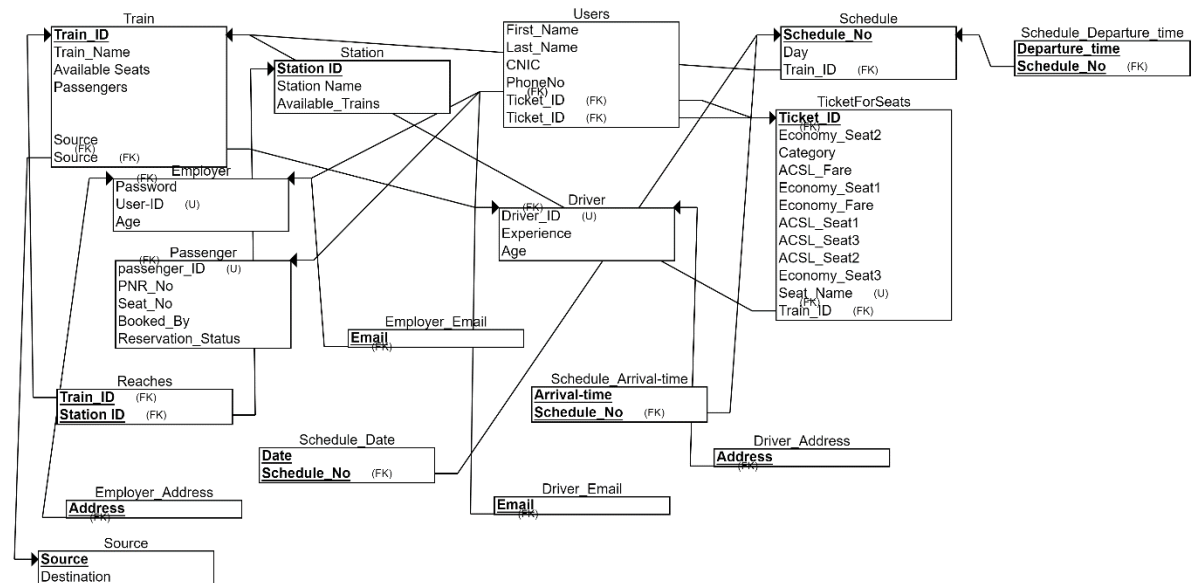 Train
Train_ID
Train_Name
Available Seats
Passengers
Source
(FK)
Source (FK)
Station
Station ID
Station Name
Available_Trains
Users
First_Name
Last_Name
CNIC
PhoneNo
(FK)
Ticket_ID (FK)
Ticket_ID (FK)
Schedule
Schedule_No
Day
Train_ID (FK)
Schedule_Departure_time
Departure_time
Schedule_No (FK)
TicketForSeats
Ticket_ID
(FK)
Economy_Seat2
Category
ACSL_Fare
Economy_Seat1
Economy_Fare
ACSL_Seat1
ACSL_Seat3
ACSL_Seat2
Economy_Seat3
Seat_Name (U)
(FK)
Train_ID (FK)
Employer
(FK)
Password
User-ID (U)
Age
Driver
(FK)
Driver_ID (U)
Experience
Age
Passenger
(FK)
passenger_ID (U)
PNR_No
Seat_No
Booked_By
Reservation_Status
Employer_Email
Email
(FK)
Reaches
Train_ID (FK)
Station ID (FK)
Schedule_Arrival-time
Arrival-time
Schedule_No (FK)
Schedule_Date
Date
Schedule_No (FK)
Driver_Address
Address
(FK)
Employer_Address
Address
(FK)
Driver_Email
Email
(FK)
Source
Source
Destination